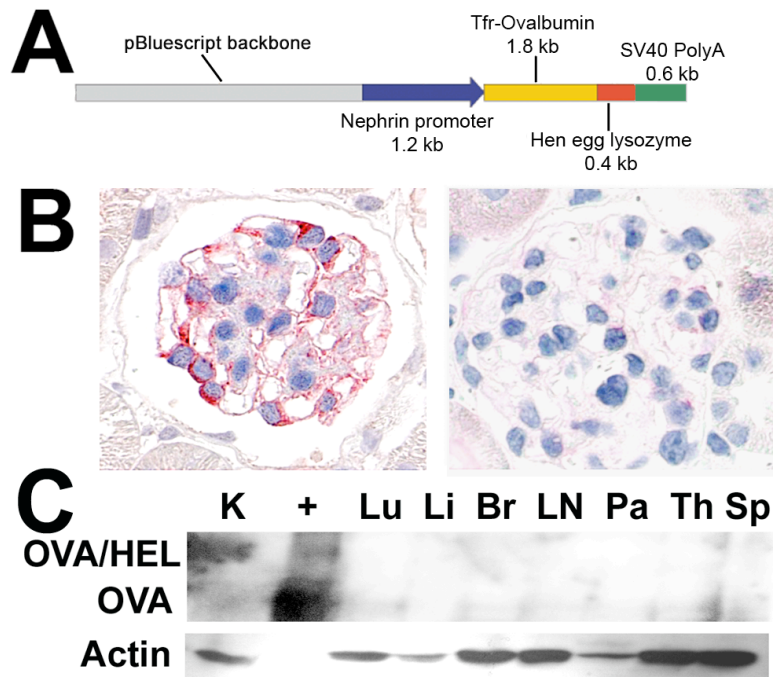 A
pBluescript backbone
Tfr-Ovalbumin
1.8 kb
SV40 PolyA
0.6 kb
Nephrin promoter
1.2 kb
Hen egg lysozyme
0.4 kb
B
C
K + Lu Li Br LN Pa Th Sp
OVA/HEL
OVA
Actin